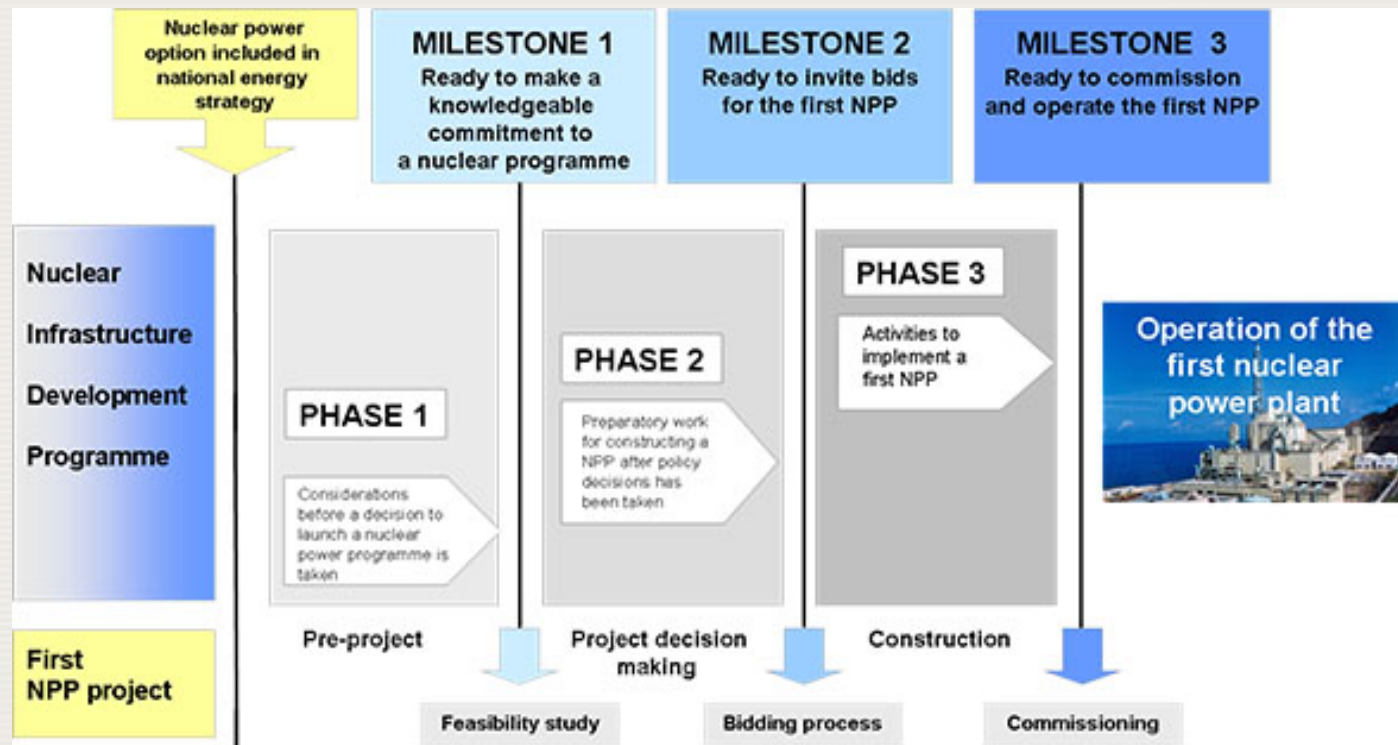 Nuclear power
option included in
national energy
strategy
MILESTONE 1
Ready to make a
knowledgeable
commitment to
a nuclear programme
MILESTONE 2
Ready to invite bids
for the first NPP
MILESTONE 3
Ready to commission
and operate the first NPP
Nuclear
Infrastructure
Development
Programme
PHASE 1
Considerations
before a decision to
launch a nuclear
power programme is
taken
PHASE 2
Preparatory work
for constructing a
NPP after policy
decisions has
been taken
PHASE 3
Activities to
implement a
first NPP
Operation of the
first nuclear
power plant
First
NPP project
Pre-project
Project decision
making
Construction
Feasibility study
Bidding process
Commissioning